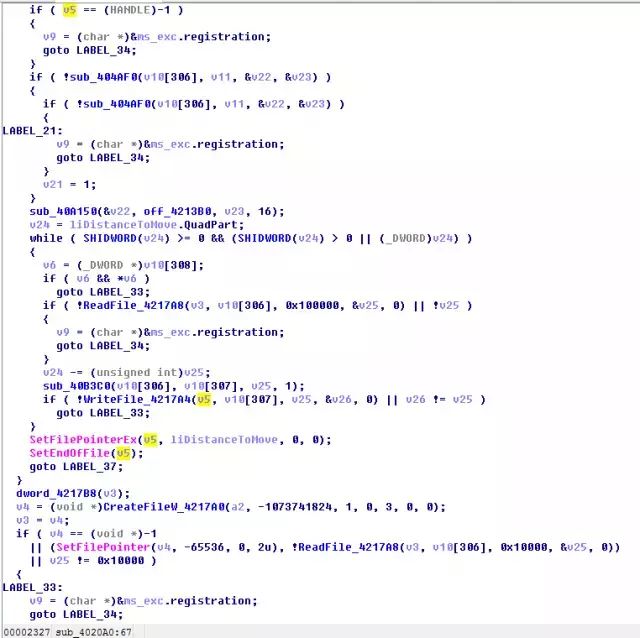 if ( v5 == (HANDLE)-1 )
{
v9 = (char *)&ms_exc.registration;
goto LABEL_34;
}
if ( !sub_404AF0(v10[306], v11, &v22, &v23) )
{
if ( !sub_404AF0(v10[306], v11, &v22, &v23) )
{
LABEL_21:
v9 = (char *)&ms_exc.registration;
goto LABEL_34;
}
v21 = 1;
}
sub_40A150(&v22, off_4213B0, v23, 16);
v24 = liDistanceToMove.QuadPart;
while ( SHIDWORD(v24) >= 0 && (SHIDWORD(v24) > 0 || (_DWORD)v24) )
{
v6 = (_DWORD *)v10[308];
if ( v6 && *v6 )
goto LABEL_33;
if ( !ReadFile_4217A8(v3, v10[306], 0x100000, &v25, 0) || !v25 )
{
v9 = (char *)&ms_exc.registration;
goto LABEL_34;
}
v24 -= (unsigned int)v25;
sub_40B3C0(v10[306], v10[307], v25, 1);
if ( !WriteFile_4217A4(v5, v10[307], v25, &v26, 0) || v26 != v25 )
goto LABEL_33;
}
SetFilePointerEx(v5, liDistanceToMove, 0, 0);
SetEndOfFile(v5);
goto LABEL_37;
}
dword_4217B8(v3);
v4 = (void *)CreateFileW_4217A0(a2, -1073741824, 1, 0, 3, 0, 0);
v3 = v4;
if ( v4 == (void *)-1
|| (SetFilePointer(v4, -65536, 0, 2u), !ReadFile_4217A8(v3, v10[306], 0x10000, &v25, 0))
|| v25 != 0x10000 )
{
LABEL_33:
v9 = (char *)&ms_exc.registration;
goto LABEL_34;
00002327 sub_4020A0:67